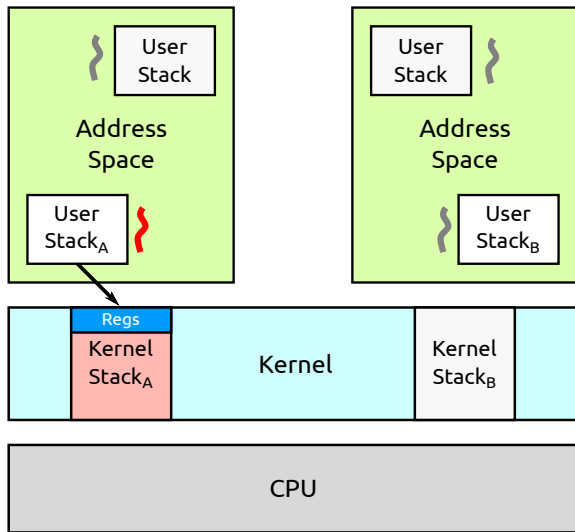 User
Stack
User
Stack
Address
Space
Address
Space
User
StackA
User
StackB
Regs
Kernel
StackA
Kernel
Kernel
StackB
CPU